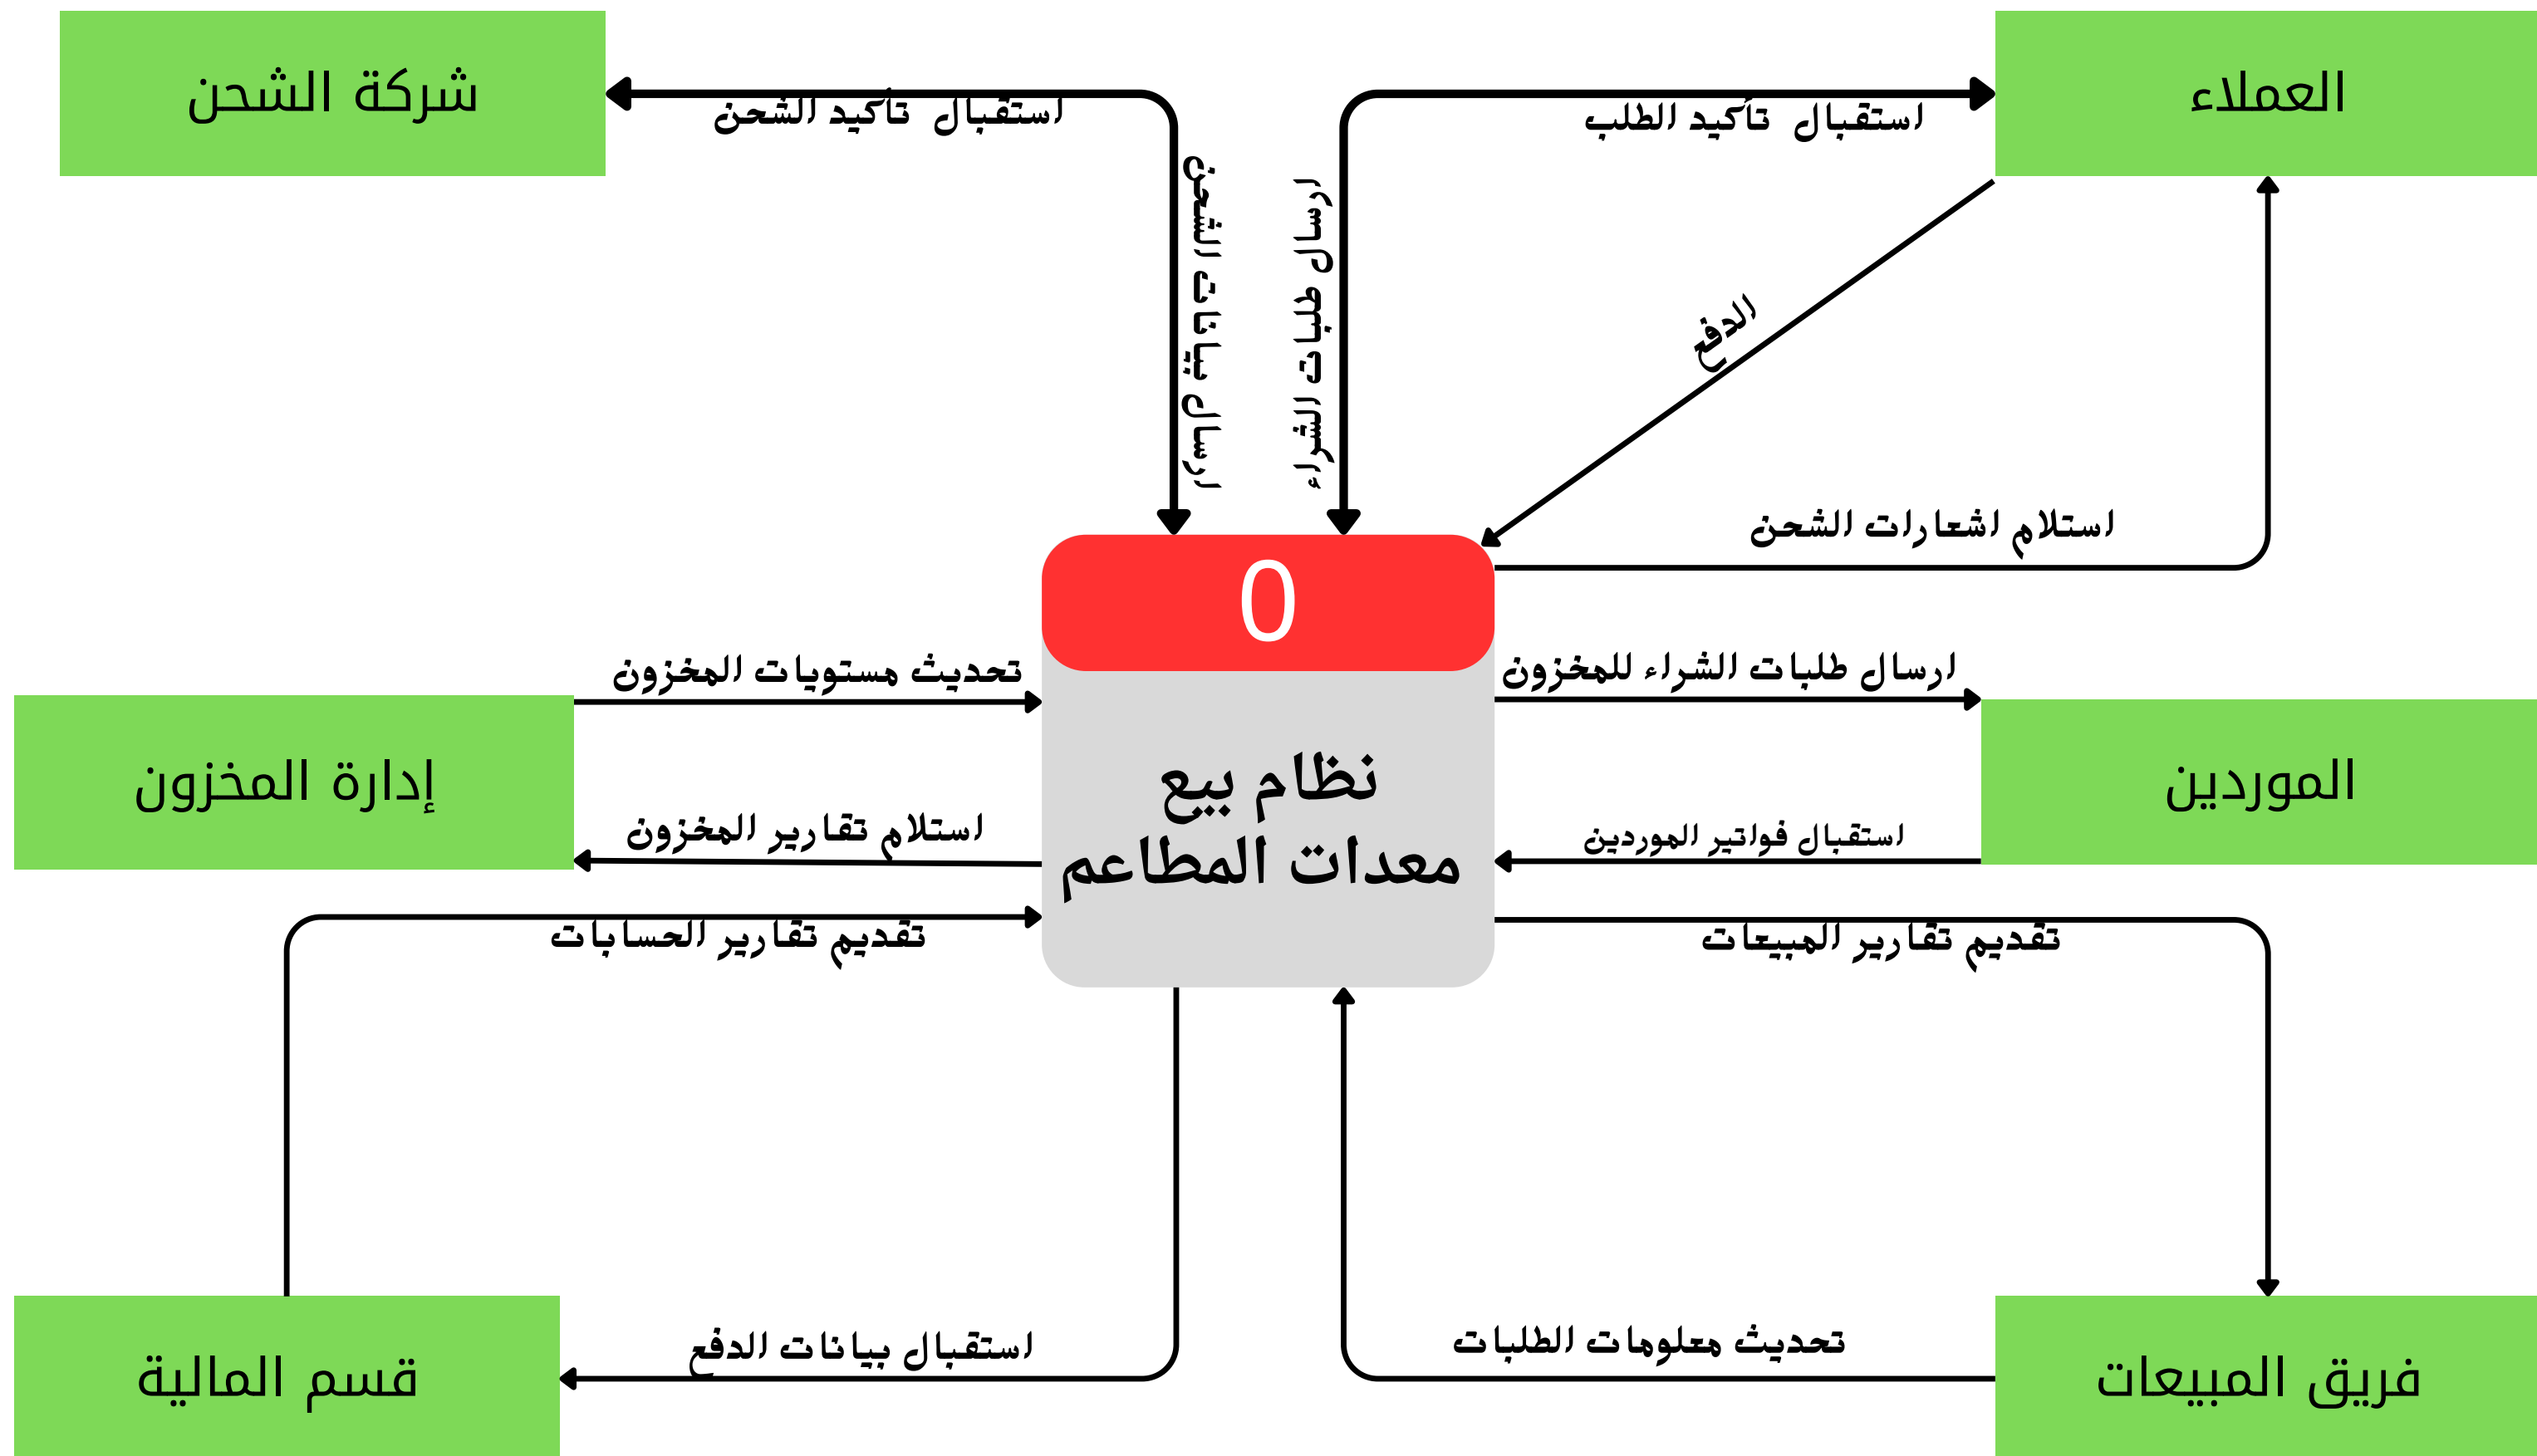 العملاء
شركة الشحن
استقبال تأكيد الطلب
استقبال تأكيد الشحن
ارسال طلبات الشراء
ارسال بيانات الشحن
الدفع
استلام اشعارات الشحن
0
نظام بيع
معدات المطاعم
ارسال طلبات الشراء للمخزون
تحديث مستويات المخزون
الموردين
إدارة المخزون
استقبال فواتير الموردين
استلام تقارير المخزون
تقديم تقارير المبيعات
تقديم تقارير الحسابات
تحديث معلومات الطلبات
استقبال بيانات الدفع
فريق المبيعات
قسم المالية